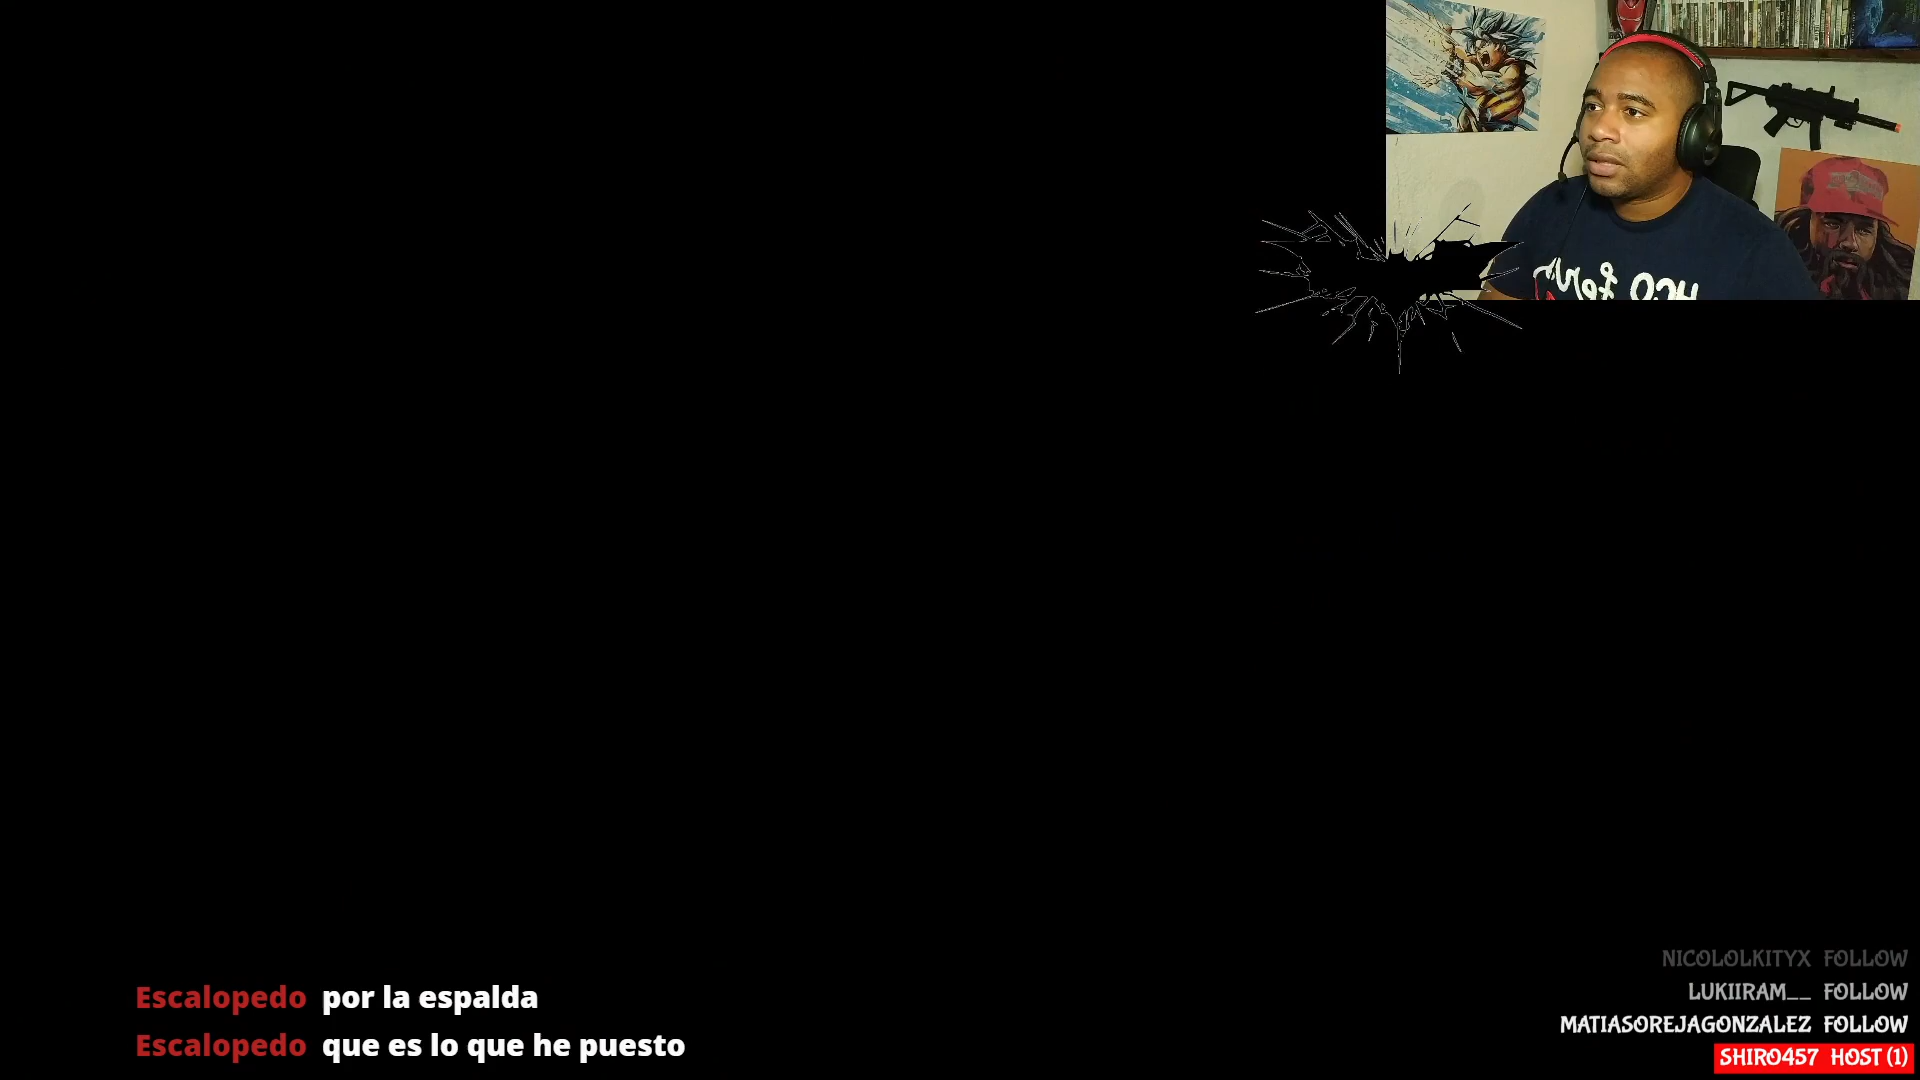 Escalopedo por la espalda
Escalopedo que es lo que he puesto
NICOLOLKITYX FOLLOW
LUKIIRAM__ FOLLOW
MATIASOREJAGONZALEZ FOLLOW
SHIRO457 HOST (1)